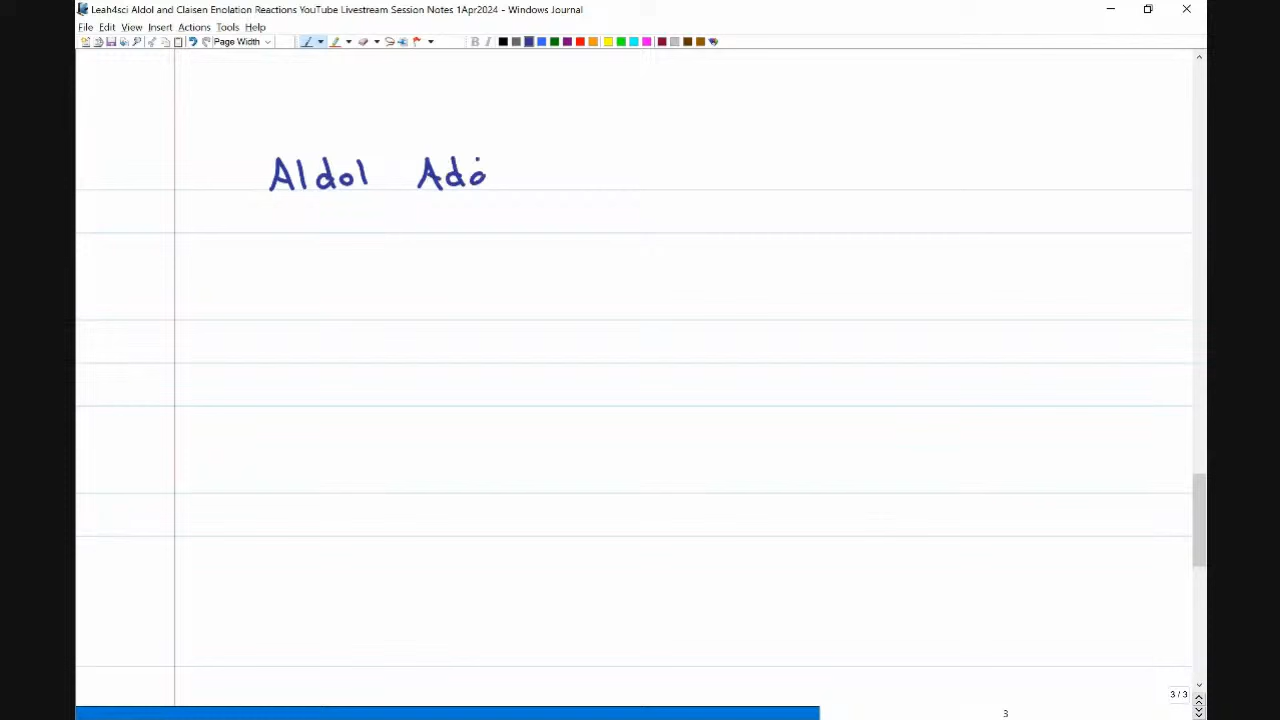 Leah4sci Aldol and Claisen Enolation Reactions YouTube Livestream Session Notes 1Apr2024 - Windows Journal
File Edit View Insert Actions Tools Help
Page Width
B I
Aldol Add
3 / 3
3